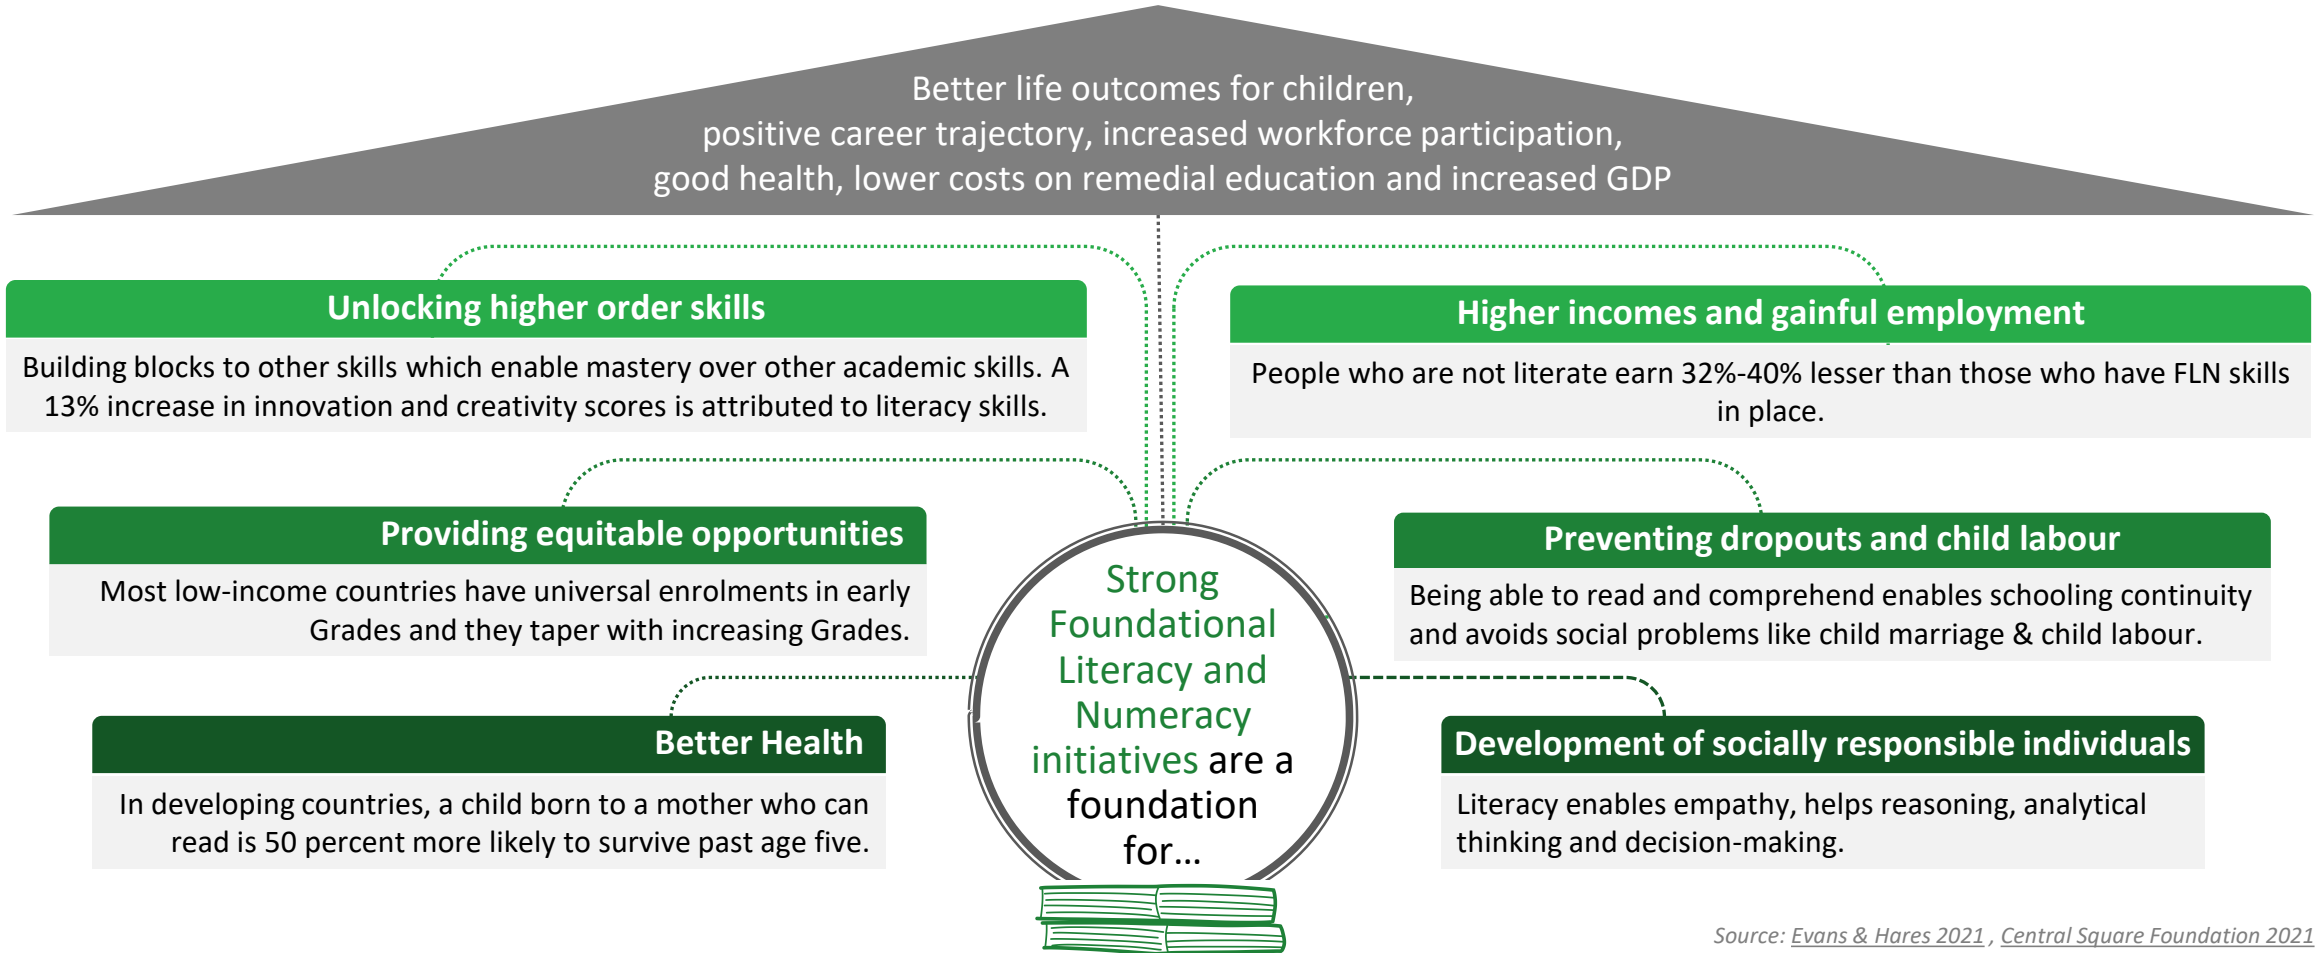 Better life outcomes for children,
positive career trajectory, increased workforce participation,
good health, lower costs on remedial education and increased GDP
Unlocking higher order skills
Building blocks to other skills which enable mastery over other academic skills. A
13% increase in innovation and creativity scores is attributed to literacy skills.
Higher incomes and gainful employment
People who are not literate earn 32%-40% lesser than those who have FLN skills
in place.
Providing equitable opportunities
Most low-income countries have universal enrolments in early
Grades and they taper with increasing Grades.
Preventing dropouts and child labour
Being able to read and comprehend enables schooling continuity
and avoids social problems like child marriage & child labour.
Better Health
In developing countries, a child born to a mother who can
read is 50 percent more likely to survive past age five.
Development of socially responsible individuals
Literacy enables empathy, helps reasoning, analytical
thinking and decision-making.
Strong
Foundational
Literacy and
Numeracy
initiatives are a
foundation
for…
Source: Evans & Hares 2021 , Central Square Foundation 2021